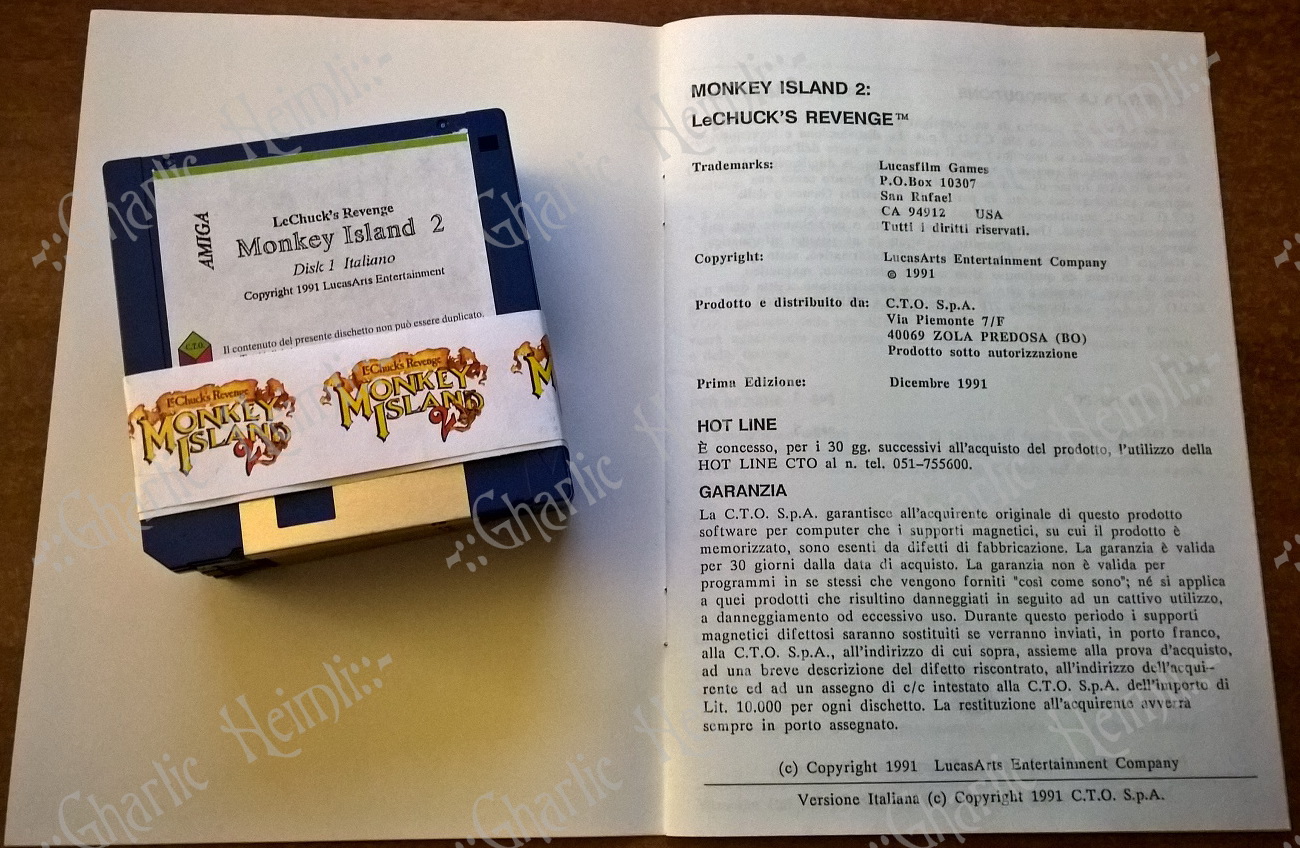 AMIGA
LeChuck's Revenge
Monkey Island 2
Disk 1 Italiano
Copyright 1991 LucasArts Entertainment
C.T.O.
Il contenuto del presente dischetto non può essere duplicato.
LeChuck's Revenge
MONKEY
ISLAND
2
LeChuck's Revenge
MONKEY
ISLAND
2
M
MONKEY ISLAND 2:
LeCHUCK'S REVENGE™
Trademarks: Lucasfilm Games
P.O.Box 10307
San Rafael
CA 94912 USA
Tutti i diritti riservati.
Copyright: LucasArts Entertainment Company
© 1991
Prodotto e distribuito da: C.T.O. S.p.A.
Via Piemonte 7/F
40069 ZOLA PREDOSA (BO)
Prodotto sotto autorizzazione
Prima Edizione: Dicembre 1991
HOT LINE
È concesso, per i 30 gg. successivi all'acquisto del prodotto, l'utilizzo della
HOT LINE CTO al n. tel. 051-755600.
GARANZIA
La C.T.O. S.p.A. garantisce all'acquirente originale di questo prodotto
software per computer che i supporti magnetici, su cui il prodotto è
memorizzato, sono esenti da difetti di fabbricazione. La garanzia è valida
per 30 giorni dalla data di acquisto. La garanzia non è valida per
programmi in se stessi che vengono forniti "così come sono"; né si applica
a quei prodotti che risultino danneggiati in seguito ad un cattivo utilizzo,
a danneggiamento od eccessivo uso. Durante questo periodo i supporti
magnetici difettosi saranno sostituiti se verranno inviati, in porto franco,
alla C.T.O. S.p.A., all'indirizzo di cui sopra, assieme alla prova d'acquisto,
ad una breve descrizione del difetto riscontrato, all'indirizzo dell'acqui-
rente ed ad un assegno di c/c intestato alla C.T.O. S.p.A. dell'importo di
Lit. 10.000 per ogni dischetto. La restituzione all'acquirente avverrà
sempre in porto assegnato.
(c) Copyright 1991 LucasArts Entertainment Company
Versione Italiana (c) Copyright 1991 C.T.O. S.p.A.
-:::Gharlic Heimli:::-